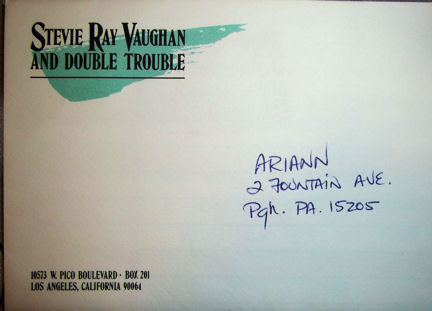 STEVIE RAY VAUGHAN
AND DOUBLE TROUBLE
ARIANN
2 FOUNTAIN AVE.
Pgh. PA. 15205
10573 W. PICO BOULEVARD · BOX 201
LOS ANGELES, CALIFORNIA 90064